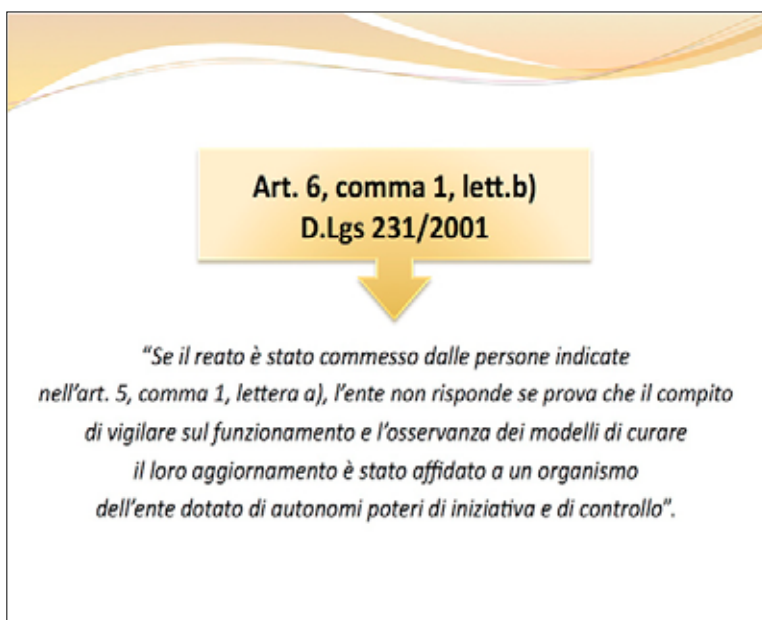 Art. 6, comma 1, lett.b)
D.Lgs 231/2001
“Se il reato è stato commesso dalle persone indicate
nell’art. 5, comma 1, lettera a), l’ente non risponde se prova che il compito
di vigilare sul funzionamento e l’osservanza dei modelli di curare
il loro aggiornamento è stato affidato a un organismo
dell’ente dotato di autonomi poteri di iniziativa e di controllo”.